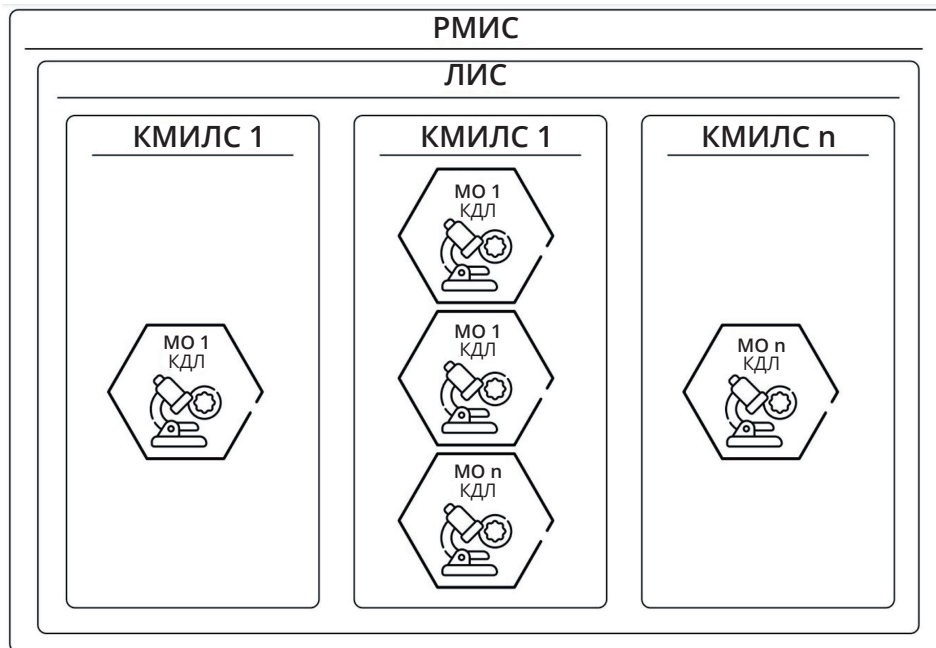 РМИС
ЛИС
КМИЛС 1
МО 1
КДЛ
КМИЛС 1
МО 1
КДЛ
МО 1
КДЛ
МО n
КДЛ
КМИЛС n
МО n
КДЛ